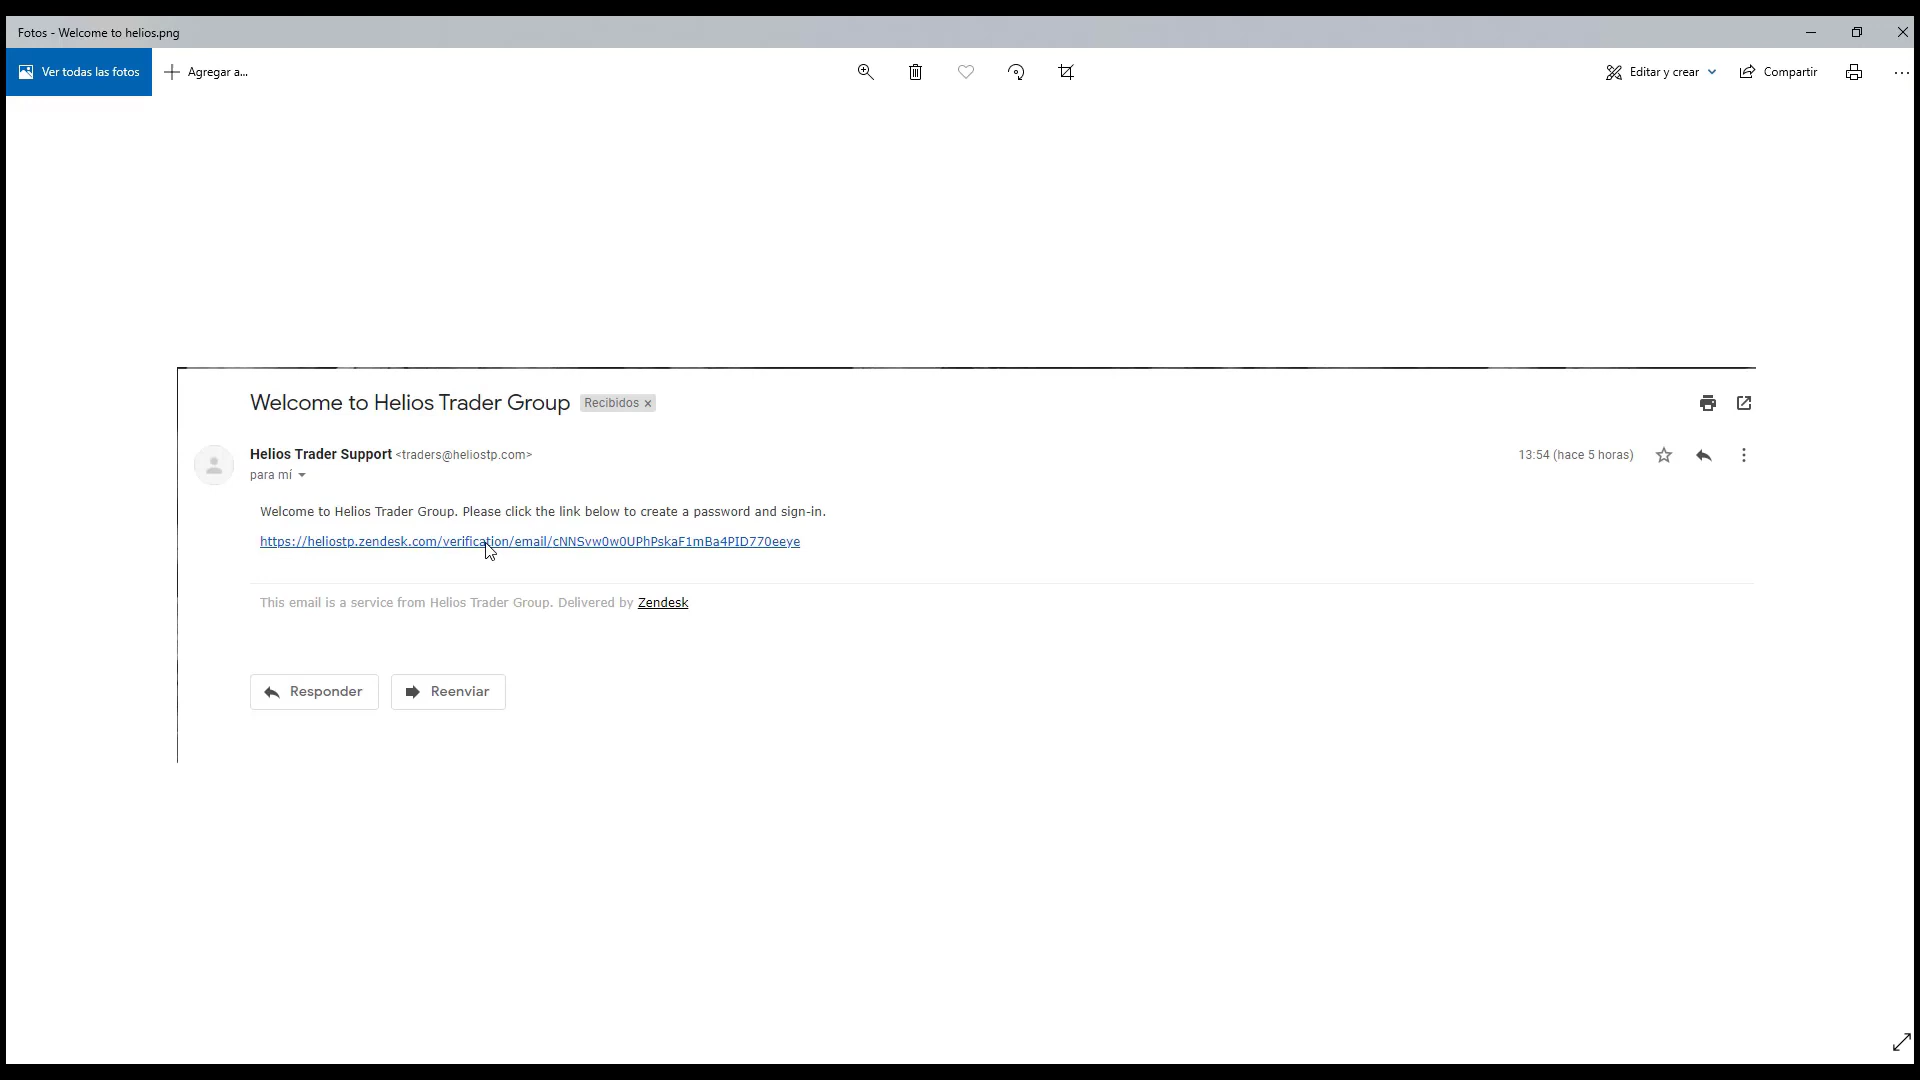 Fotos - Welcome to helios.png
Ver todas las fotos
Agregar a...
Editar y crear
Compartir
Welcome to Helios Trader Group
Recibidos x
Helios Trader Support <traders@heliostp.com>
13:54 (hace 5 horas)
para mí
Welcome to Helios Trader Group. Please click the link below to create a password and sign-in.
https://heliostp.zendesk.com/verification/email/cNNSvw0w0UPhPskaF1mBa4PID770eeye
This email is a service from Helios Trader Group. Delivered by Zendesk
Responder
Reenviar